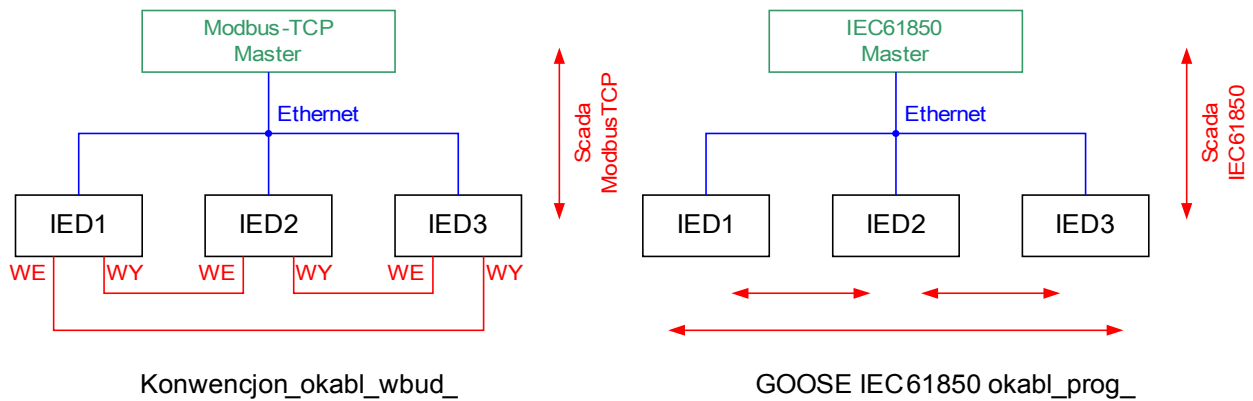 Modbus-TCP
Master
Ethernet
Scada
ModbusTCP
IED1
IED2
IED3
WE
WY
WE
WY
WE
WY
Konwencjon_okabl_wbud_
IEC61850
Master
Ethernet
Scada
IEC61850
IED1
IED2
IED3
GOOSE IEC61850 okabl_prog_